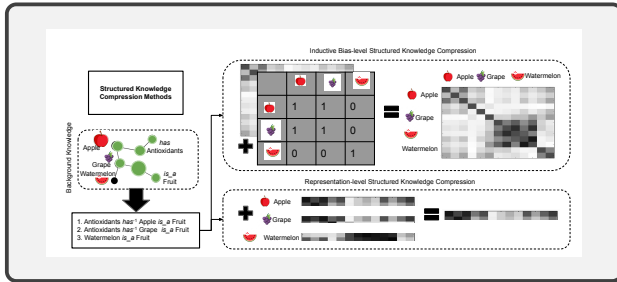 Inductive Bias-level Structured Knowledge Compression
Structured Knowledge
Compression Methods
Background Knowledge
Apple
has
Antioxidants
Grape
Watermelon
is_a
Fruit
1. Antioxidants has⁻¹ Apple is_a Fruit
2. Antioxidants has⁻¹ Grape is_a Fruit
3. Watermelon is_a Fruit
1 1 0
1 1 0
0 0 1
Apple Grape Watermelon
Apple
Grape
Watermelon
Representation-level Structured Knowledge Compression
Apple
Grape
Watermelon